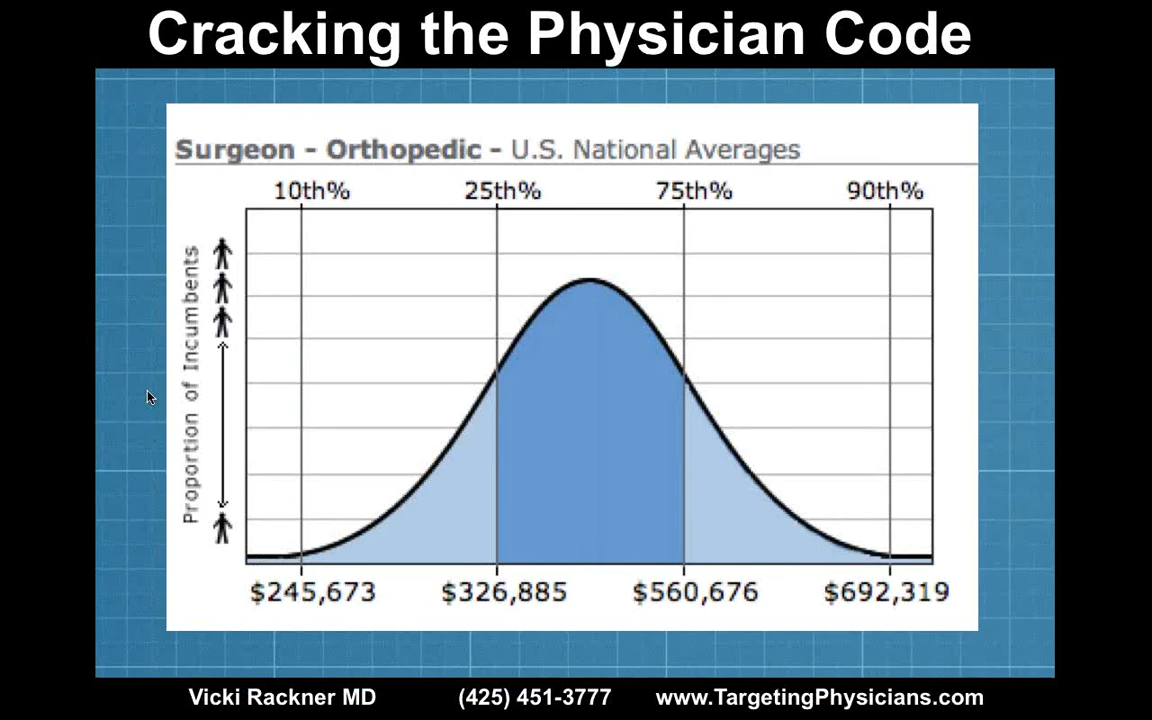 Cracking the Physician Code
Surgeon - Orthopedic - U.S. National Averages
10th% 25th% 75th% 90th%
Proportion of Incumbents
$245,673 $326,885 $560,676 $692,319
Vicki Rackner MD (425) 451-3777 www.TargetingPhysicians.com